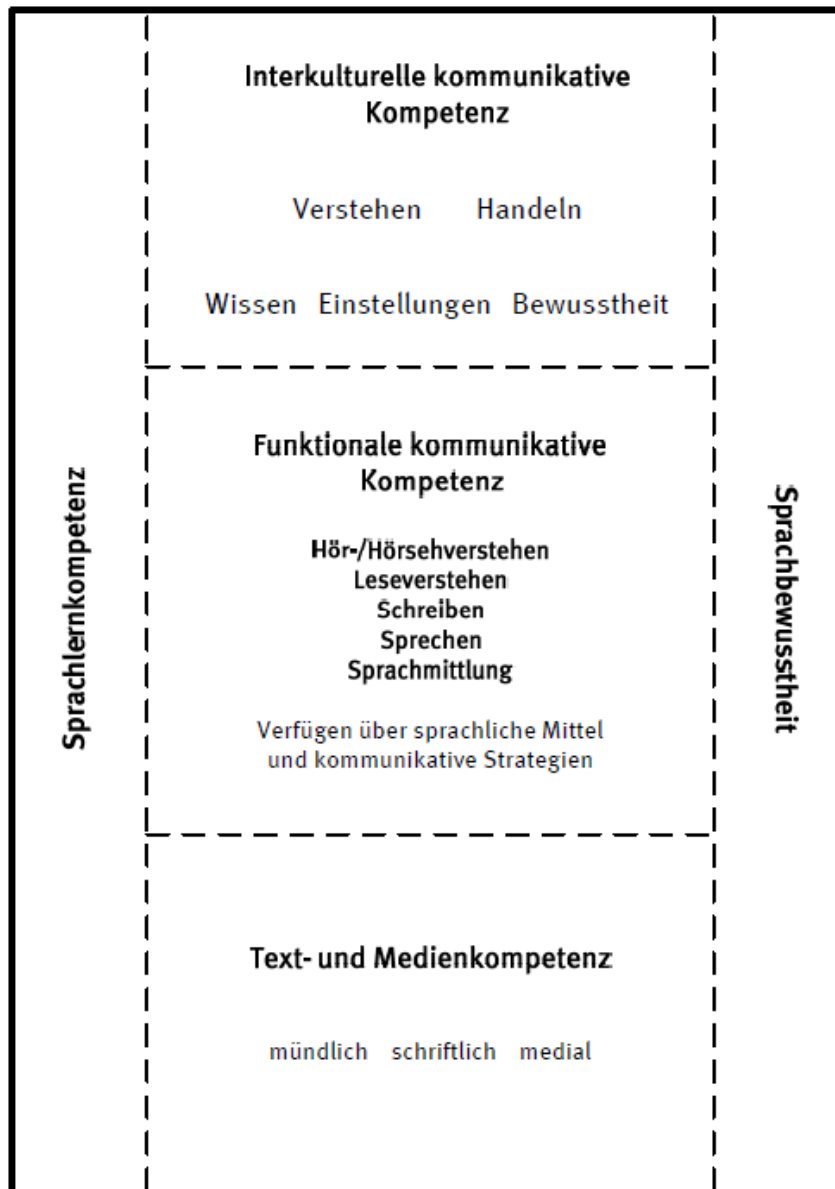 Interkulturelle kommunikative
Kompetenz
Verstehen Handeln
Wissen Einstellungen Bewusstheit
Sprachlernkompetenz
Funktionale kommunikative
Kompetenz
Hör-/Hörsehverstehen
Leseverstehen
Schreiben
Sprechen
Sprachmittlung
Verfügen über sprachliche Mittel
und kommunikative Strategien
Sprachbewusstheit
Text- und Medienkompetenz
mündlich schriftlich medial